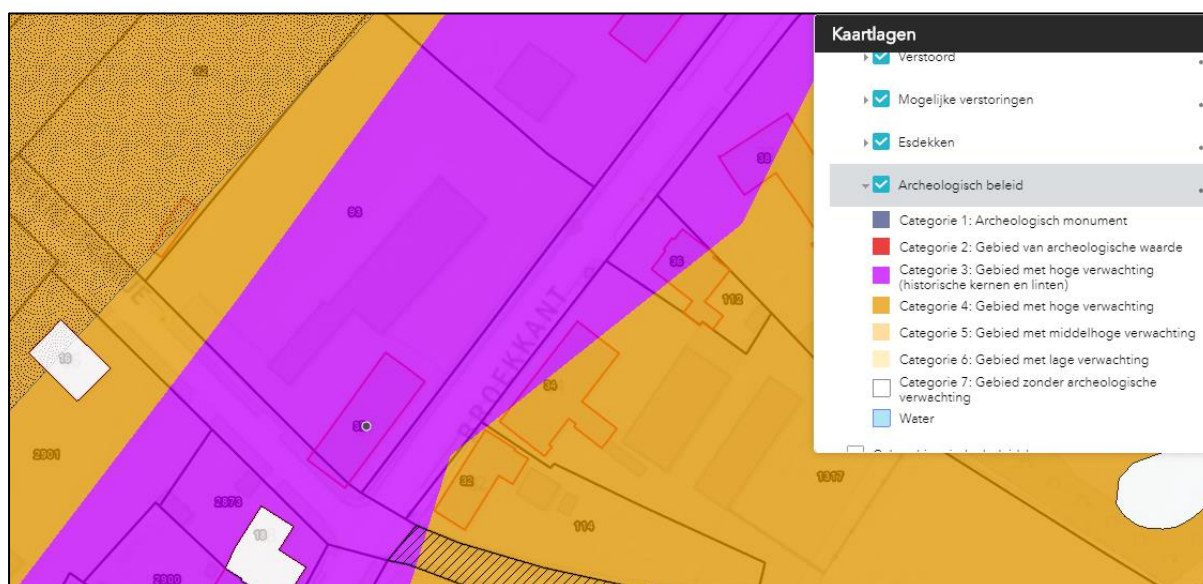 Kaartlagen
Verstoord
Mogelijke verstoringen
Esdekken
Archeologisch beleid
Categorie 1: Archeologisch monument
Categorie 2: Gebied van archeologische waarde
Categorie 3: Gebied met hoge verwachting
(historische kernen en linten)
Categorie 4: Gebied met hoge verwachting
Categorie 5: Gebied met middelhoge verwachting
Categorie 6: Gebied met lage verwachting
Categorie 7: Gebied zonder archeologische
verwachting
Water
93
38
36
112
BROEKKANT
16
34
2901
32
1317
2873
114
18
2900